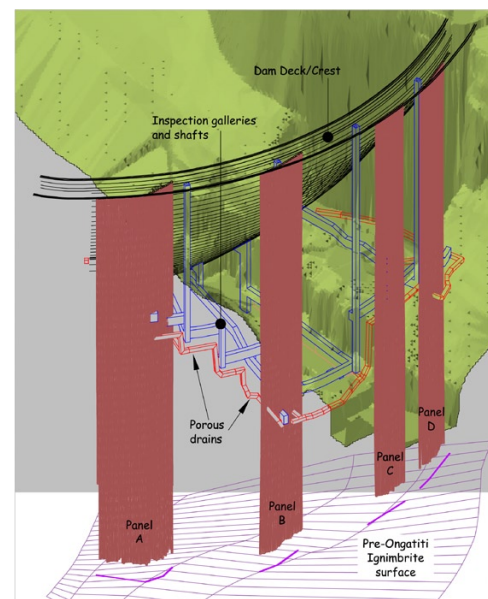 Dam Deck/Crest
Inspection galleries
and shafts
Porous
drains
Panel
D
Panel
C
Panel
B
Panel
A
Pre-Ongatiti
Ignimbrite
surface